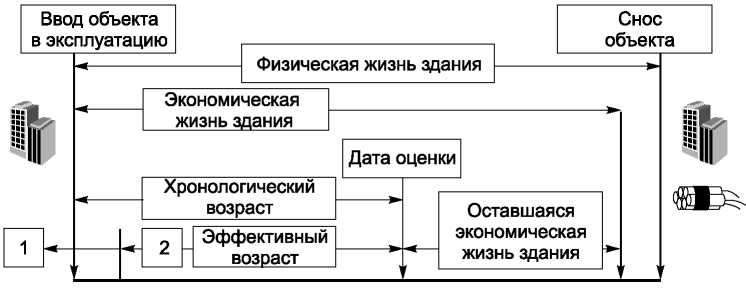 Ввод объекта
в эксплуатацию
Снос
объекта
Физическая жизнь здания
Экономическая
жизнь здания
Дата оценки
Хронологический
возраст
Оставшаяся
экономическая
жизнь здания
1
2
Эффективный
возраст